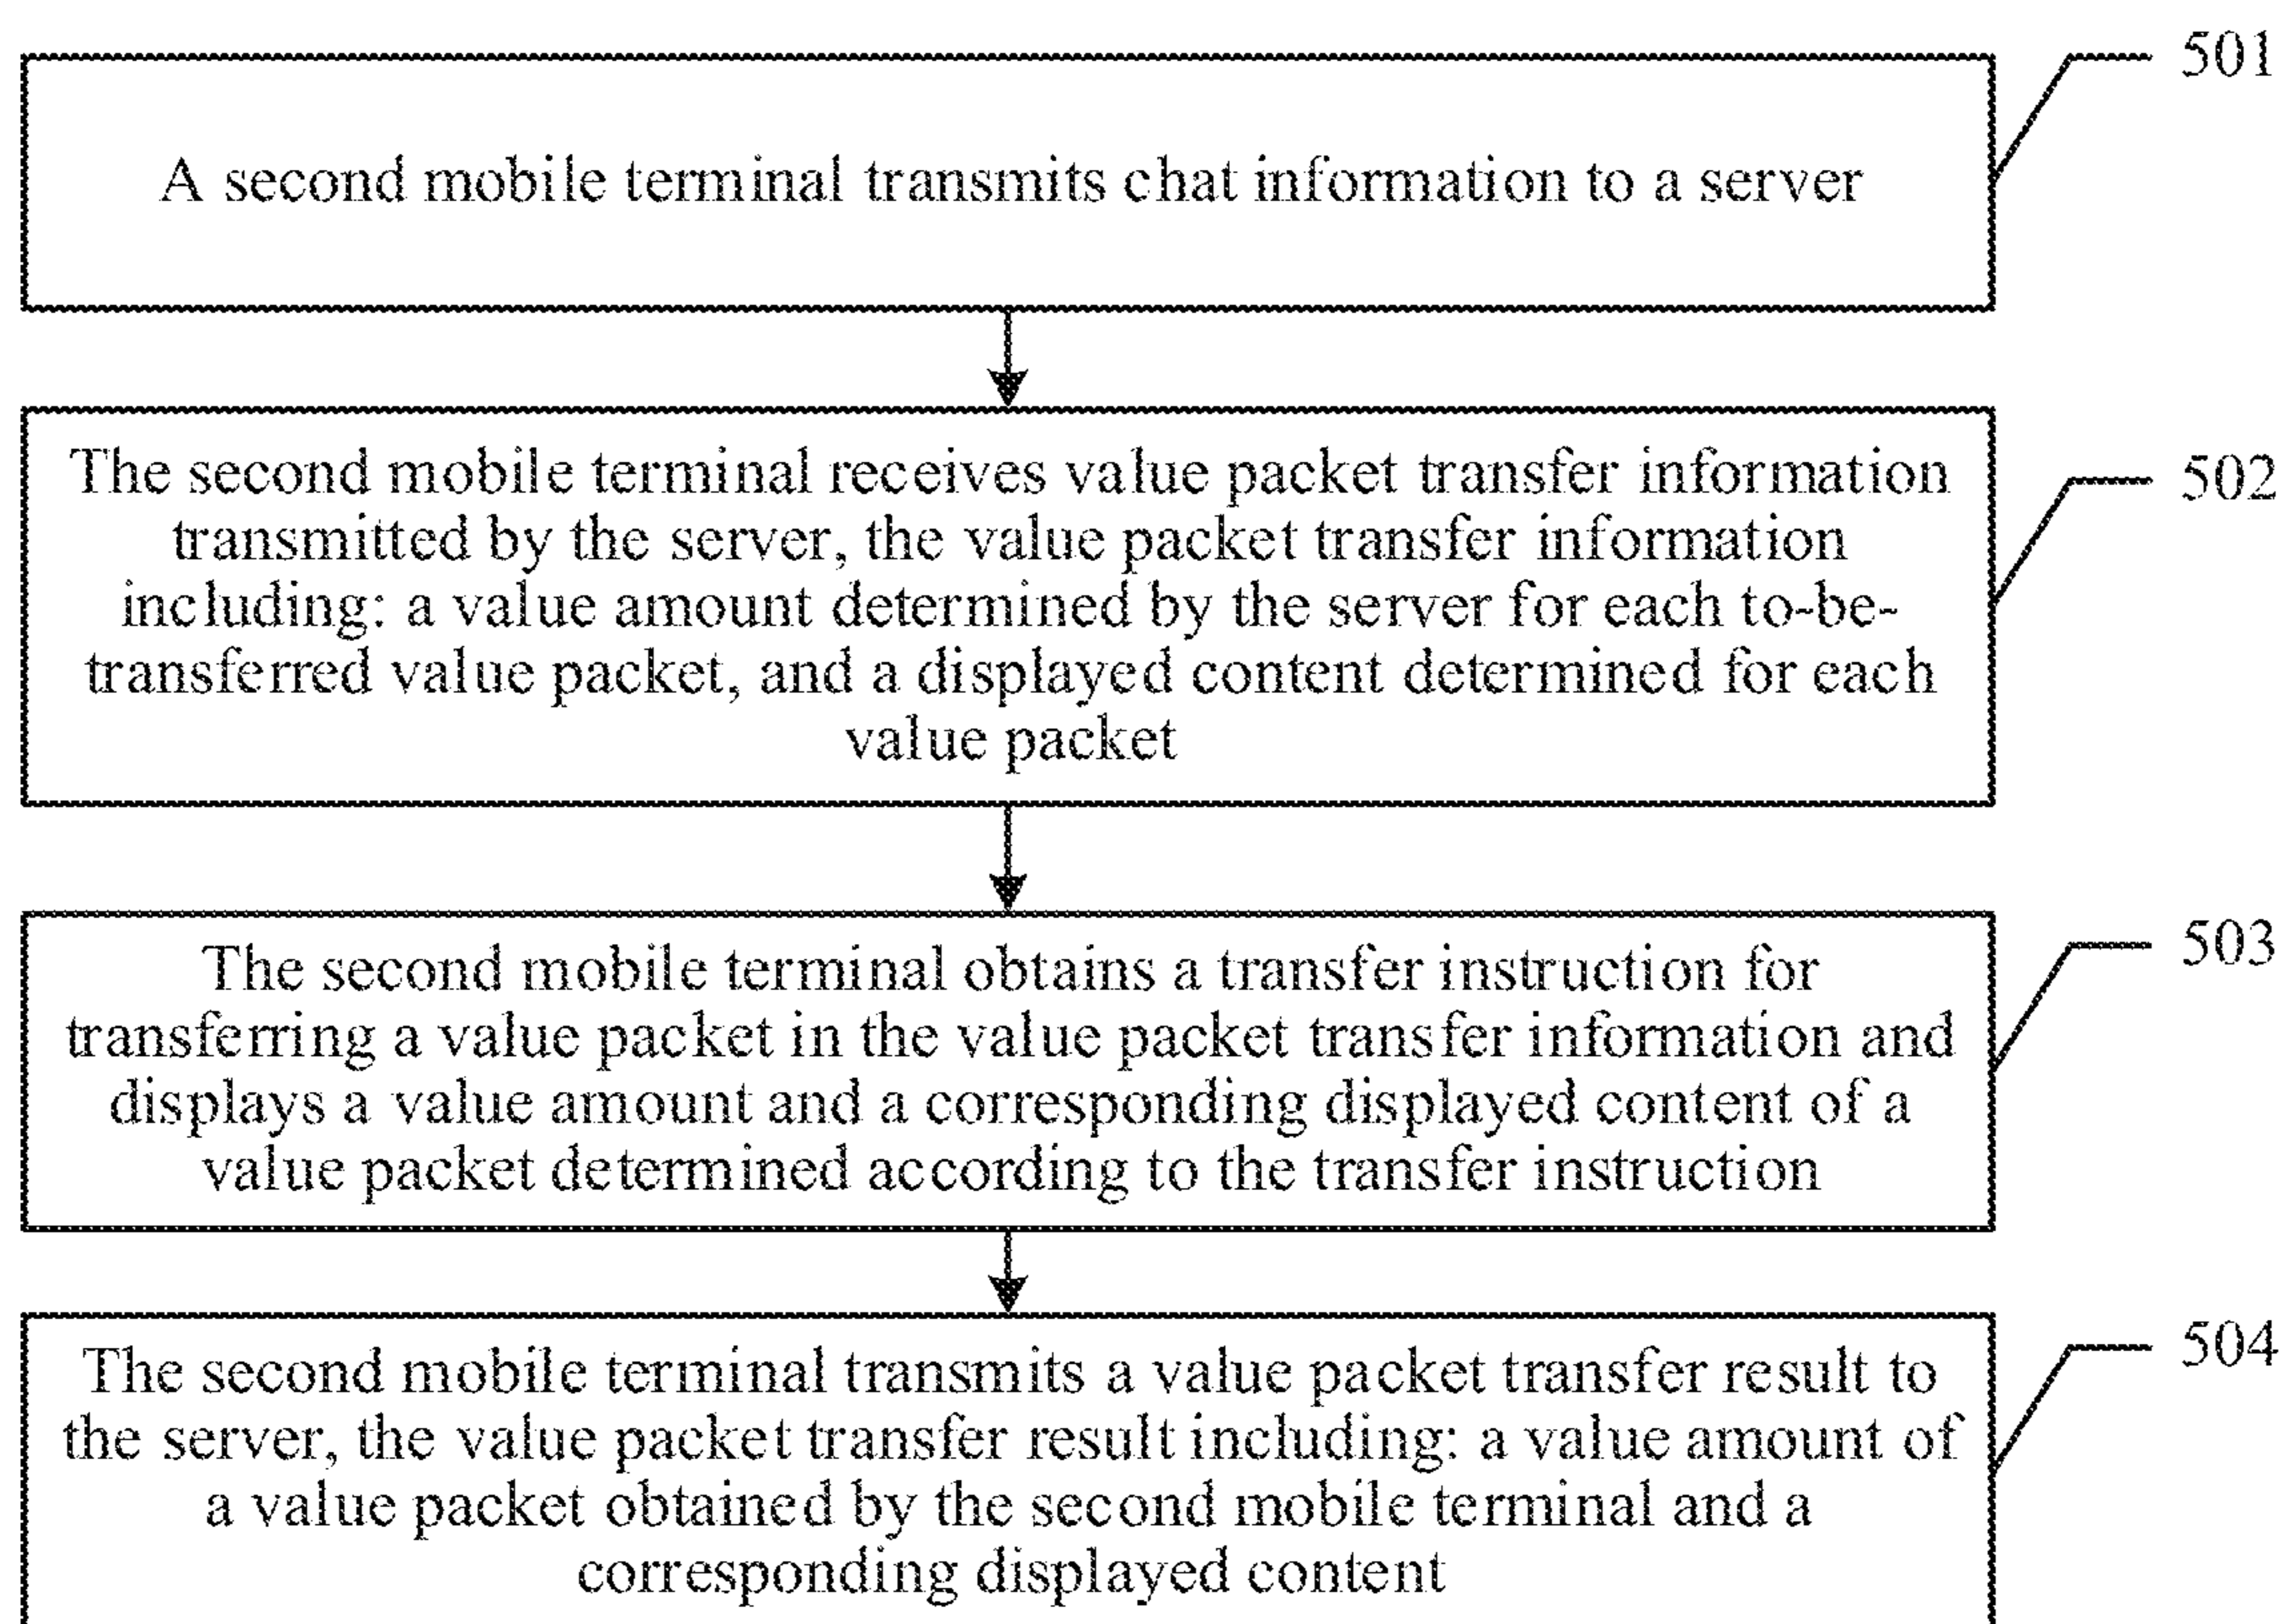 501
A second mobile terminal transmits chat information to a server
The second mobile terminal receives value packet transfer information
502
transmitted by the server, the value packet transfer information
including: a value amount determined by the server for each to-be-
transferred value packet, and a displayed content determined for each
value packet
503
The second mobile terminal obtains a transfer instruction for
transferring a value packet in the value packet transfer information and
displays a value amount and a corresponding displayed content of a
value packet determined according to the transfer instruction
504
The second mobile terminal transmits a value packet transfer result to
the server, the value packet transfer result including: a value amount of
a value packet obtained by the second mobile terminal and a
corresponding displayed content